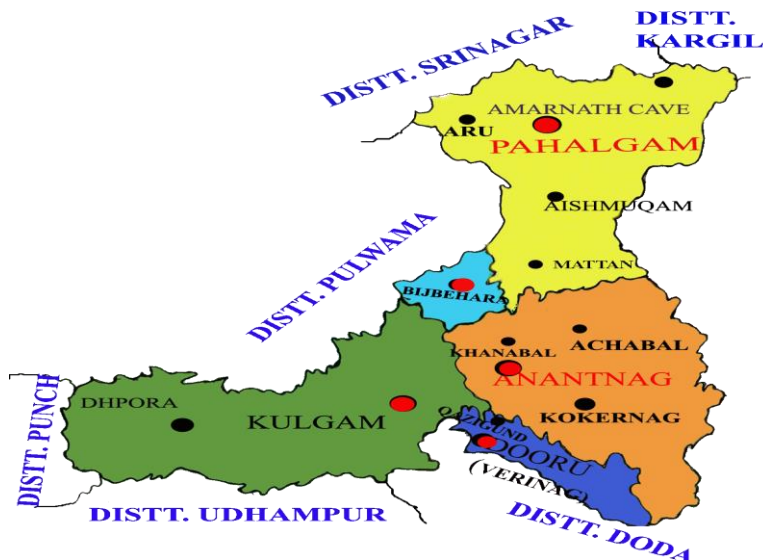 DISTT.
KARGIL
DISTT. SRINAGAR
AMARNATH CAVE
ARU
PAHALGAM
AISHMUQAM
MATTAN
DISTT. PULWAMA
BIJBEHARA
KHANABAL
ACHABAL
ANANTNAG
DHPORA
KULGAM
KOKERNAG
QAZIGUND
DOORU
(VERINAG)
DISTT. PUNCH
DISTT. UDHAMPUR
DISTT. DODA